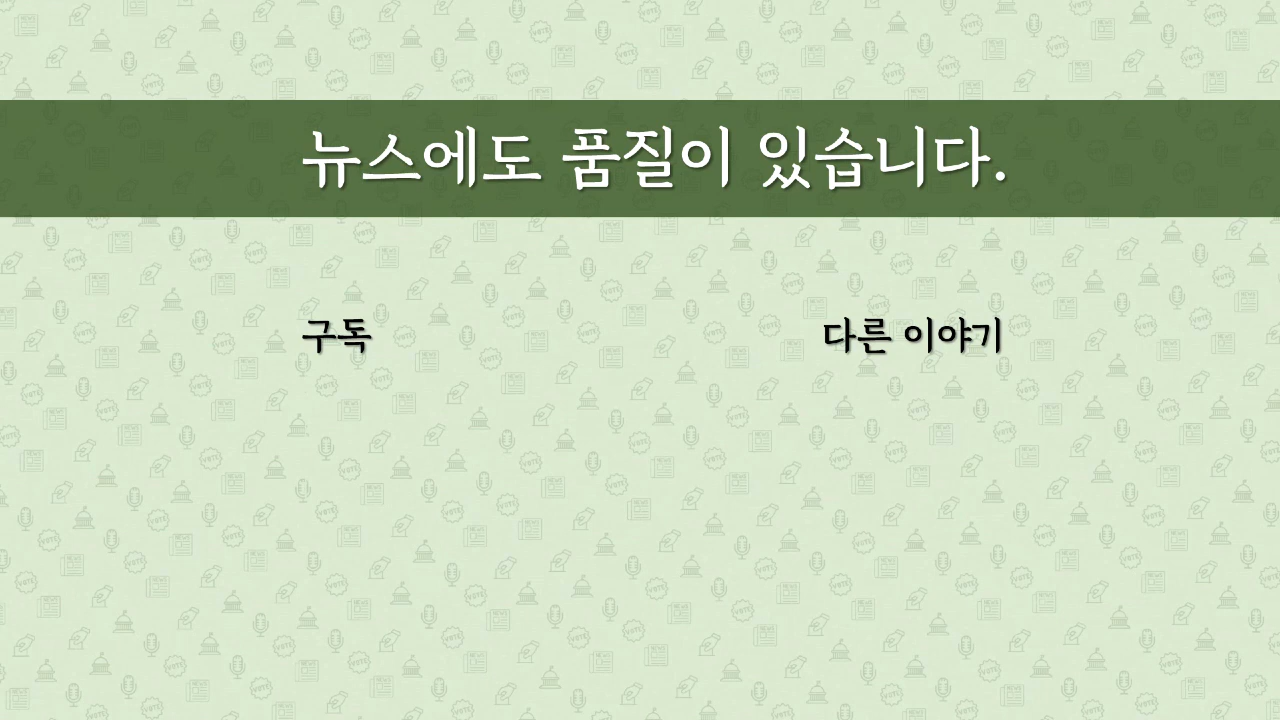 뉴스에도 품질이 있습니다.
구독
다른 이야기